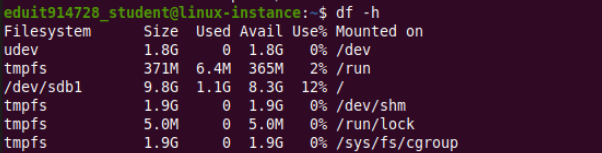 eduit914728_student@linux-instance:~$ df -h
Filesystem      Size  Used Avail Use% Mounted on
udev            1.8G     0  1.8G   0% /dev
tmpfs           371M  6.4M  365M   2% /run
/dev/sdb1       9.8G  1.1G  8.3G  12% /
tmpfs           1.9G     0  1.9G   0% /dev/shm
tmpfs           5.0M     0  5.0M   0% /run/lock
tmpfs           1.9G     0  1.9G   0% /sys/fs/cgroup